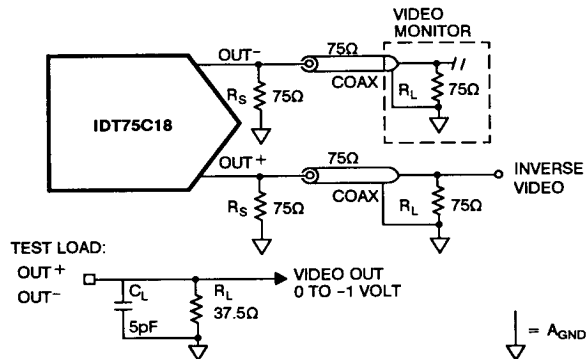 VIDEO
MONITOR
OUT−
75Ω
COAX
RS 75Ω
RL 75Ω
IDT75C18
OUT+
75Ω
COAX
RS 75Ω
RL 75Ω
INVERSE
VIDEO
TEST LOAD:
OUT+
OUT−
CL
5pF
RL
37.5Ω
VIDEO OUT
0 TO −1 VOLT
= AGND